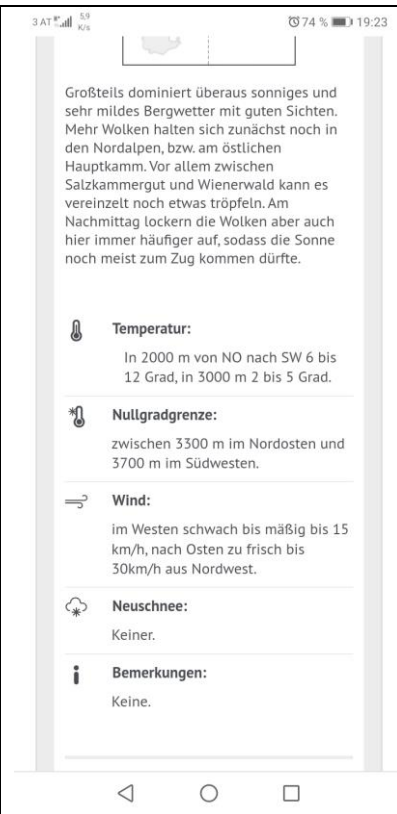 3 AT 5,9 K/s 74 % 19:23
Großteils dominiert überaus sonniges und
sehr mildes Bergwetter mit guten Sichten.
Mehr Wolken halten sich zunächst noch in
den Nordalpen, bzw. am östlichen
Hauptkamm. Vor allem zwischen
Salzkammergut und Wienerwald kann es
vereinzelt noch etwas tröpfeln. Am
Nachmittag lockern die Wolken aber auch
hier immer häufiger auf, sodass die Sonne
noch meist zum Zug kommen dürfte.
Temperatur:
In 2000 m von NO nach SW 6 bis
12 Grad, in 3000 m 2 bis 5 Grad.
Nullgradgrenze:
zwischen 3300 m im Nordosten und
3700 m im Südwesten.
Wind:
im Westen schwach bis mäßig bis 15
km/h, nach Osten zu frisch bis
30km/h aus Nordwest.
Neuschnee:
Keiner.
Bemerkungen:
Keine.